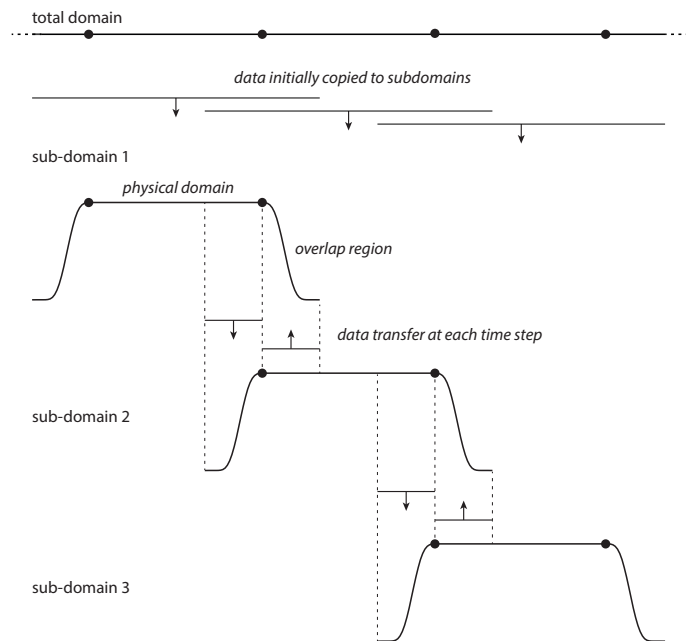 total domain
data initially copied to subdomains
sub-domain 1
physical domain
overlap region
data transfer at each time step
sub-domain 2
sub-domain 3